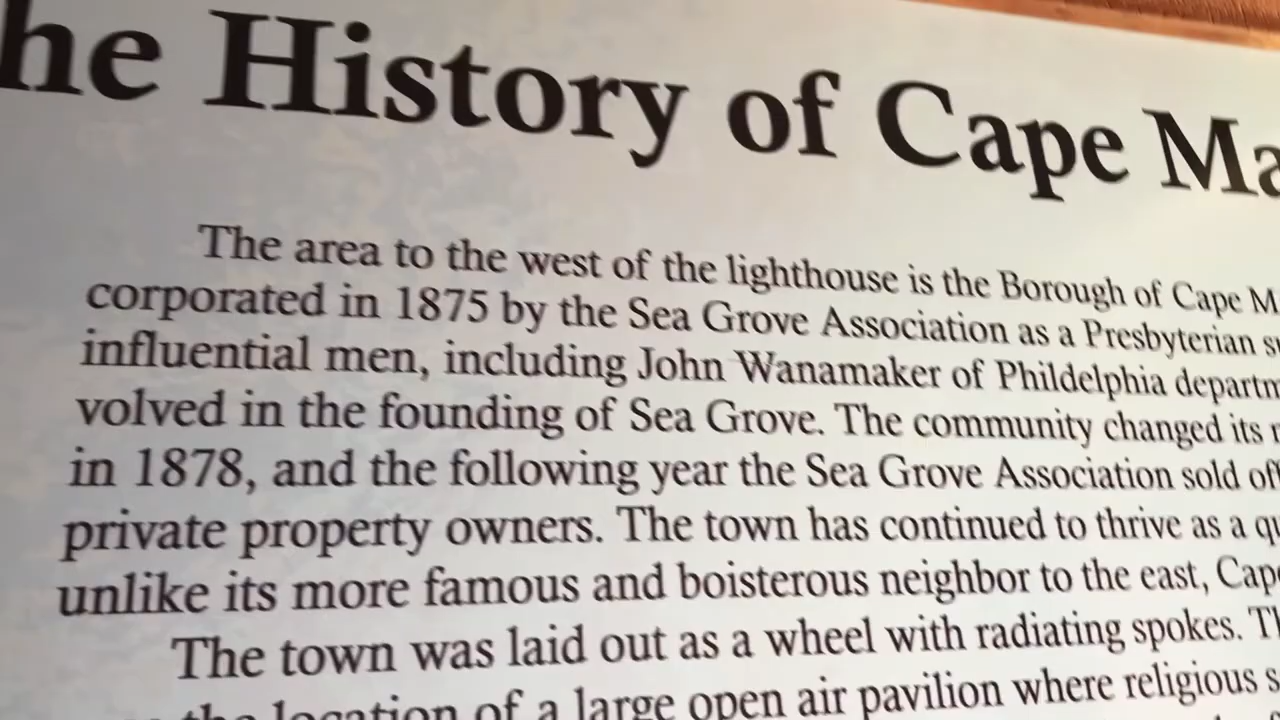 he History of Cape Ma
The area to the west of the lighthouse is the Borough of Cape M
corporated in 1875 by the Sea Grove Association as a Presbyterian s
influential men, including John Wanamaker of Phildelphia departm
volved in the founding of Sea Grove. The community changed its
in 1878, and the following year the Sea Grove Association sold off
private property owners. The town has continued to thrive as a qu
unlike its more famous and boisterous neighbor to the east, Cape
The town was laid out as a wheel with radiating spokes. Th
the location of a large open air pavilion where religious s